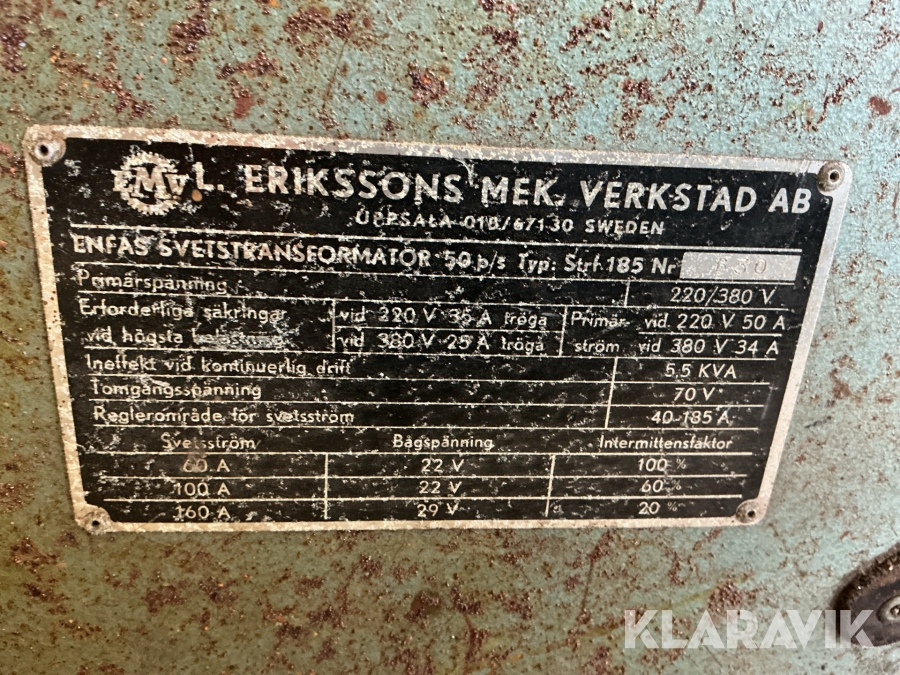 EMV L. ERIKSSONS MEK. VERKSTAD AB
UPPSALA 018/67130 SWEDEN
ENFAS SVETSTRANSFORMATOR 50 p/s Typ: Strf 185 Nr
Primärspänning 220/380 V
Erforderliga säkringar vid 220 V 35 A tröga Primär- vid 220 V 50 A
vid högsta belastning vid 380 V 25 A tröga ström vid 380 V 34 A
Ineffekt vid kontinuerlig drift 5,5 KVA
Tomgångsspänning 70 V
Reglerområde för svetsström 40-185 A
Svetsström Bågspänning Intermittensfaktor
60 A 22 V 100 %
100 A 22 V 60 %
160 A 29 V 20 %
KLARAVIK